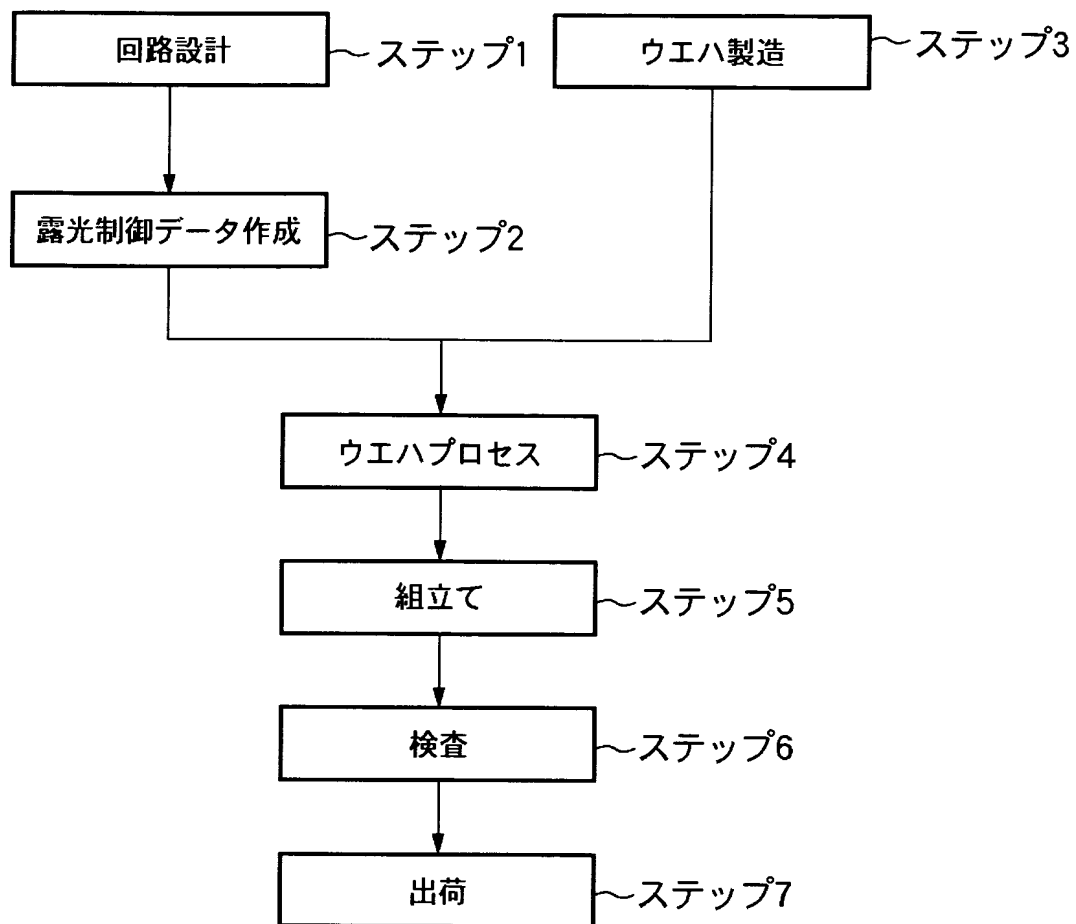 回路設計 ステップ1
ウエハ製造 ステップ3
露光制御データ作成 ステップ2
ウエハプロセス ステップ4
組立て ステップ5
検査 ステップ6
出荷 ステップ7